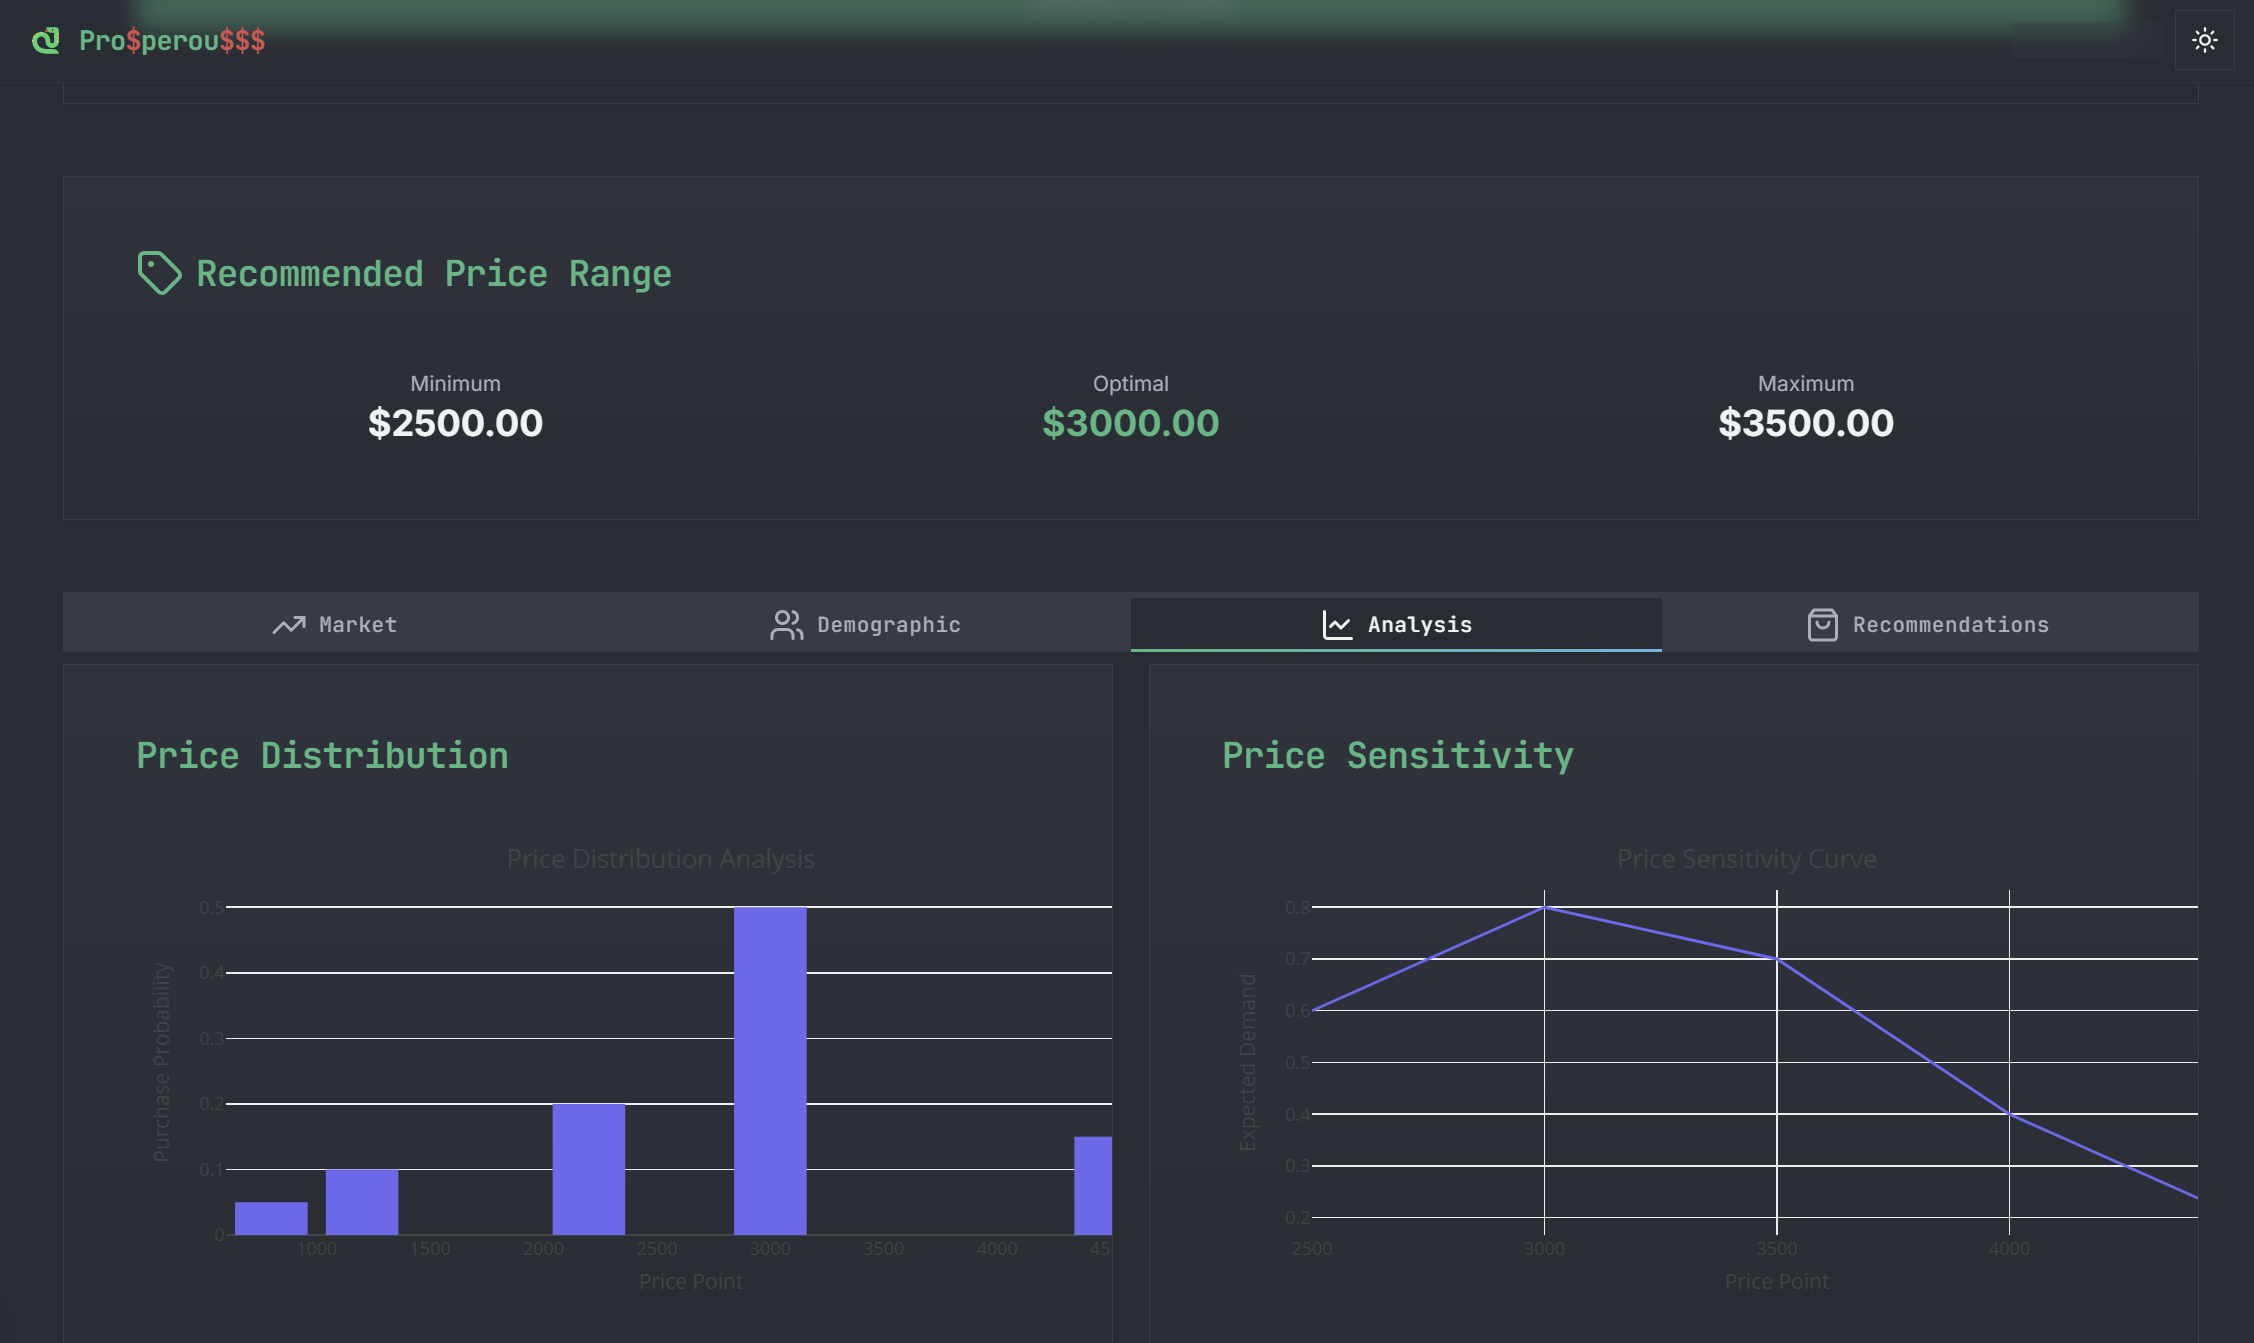 Pro$perou$$$
Recommended Price Range
Minimum
$2500.00
Optimal
$3000.00
Maximum
$3500.00
Market
Demographic
Analysis
Recommendations
Price Distribution
Price Distribution Analysis
Purchase Probability
0.5
0.4
0.3
0.2
0.1
0
1000 1500 2000 2500 3000 3500 4000 45
Price Point
Price Sensitivity
Price Sensitivity Curve
Expected Demand
0.8
0.7
0.6
0.5
0.4
0.3
0.2
2500 3000 3500 4000
Price Point